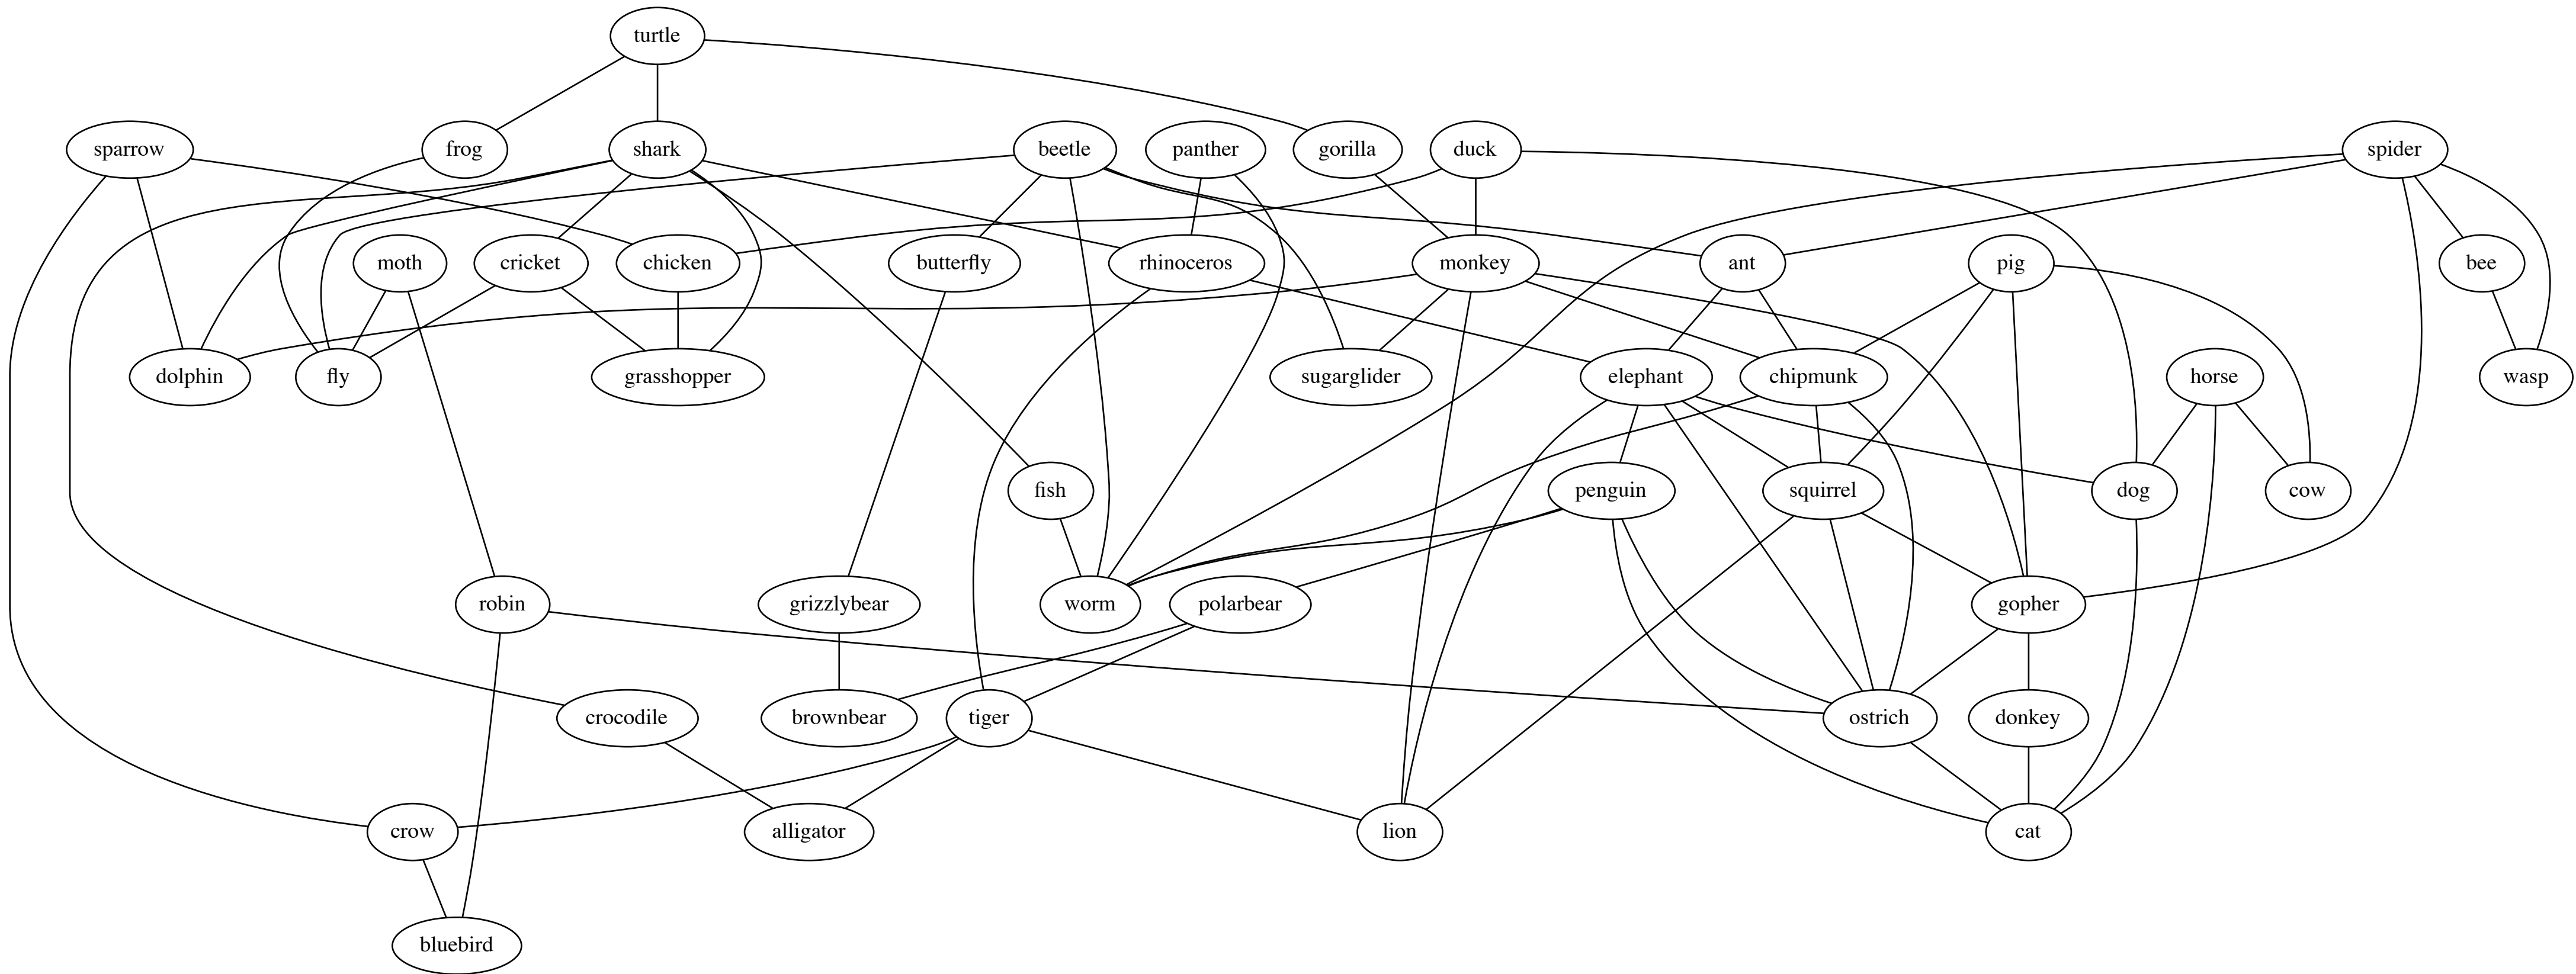 turtle
sparrow
frog
shark
beetle
panther
gorilla
duck
spider
moth
cricket
chicken
butterfly
rhinoceros
monkey
ant
pig
bee
dolphin
fly
grasshopper
sugarglider
elephant
chipmunk
horse
wasp
fish
penguin
squirrel
dog
cow
robin
grizzlybear
worm
polarbear
gopher
crocodile
brownbear
tiger
ostrich
donkey
crow
alligator
lion
cat
bluebird